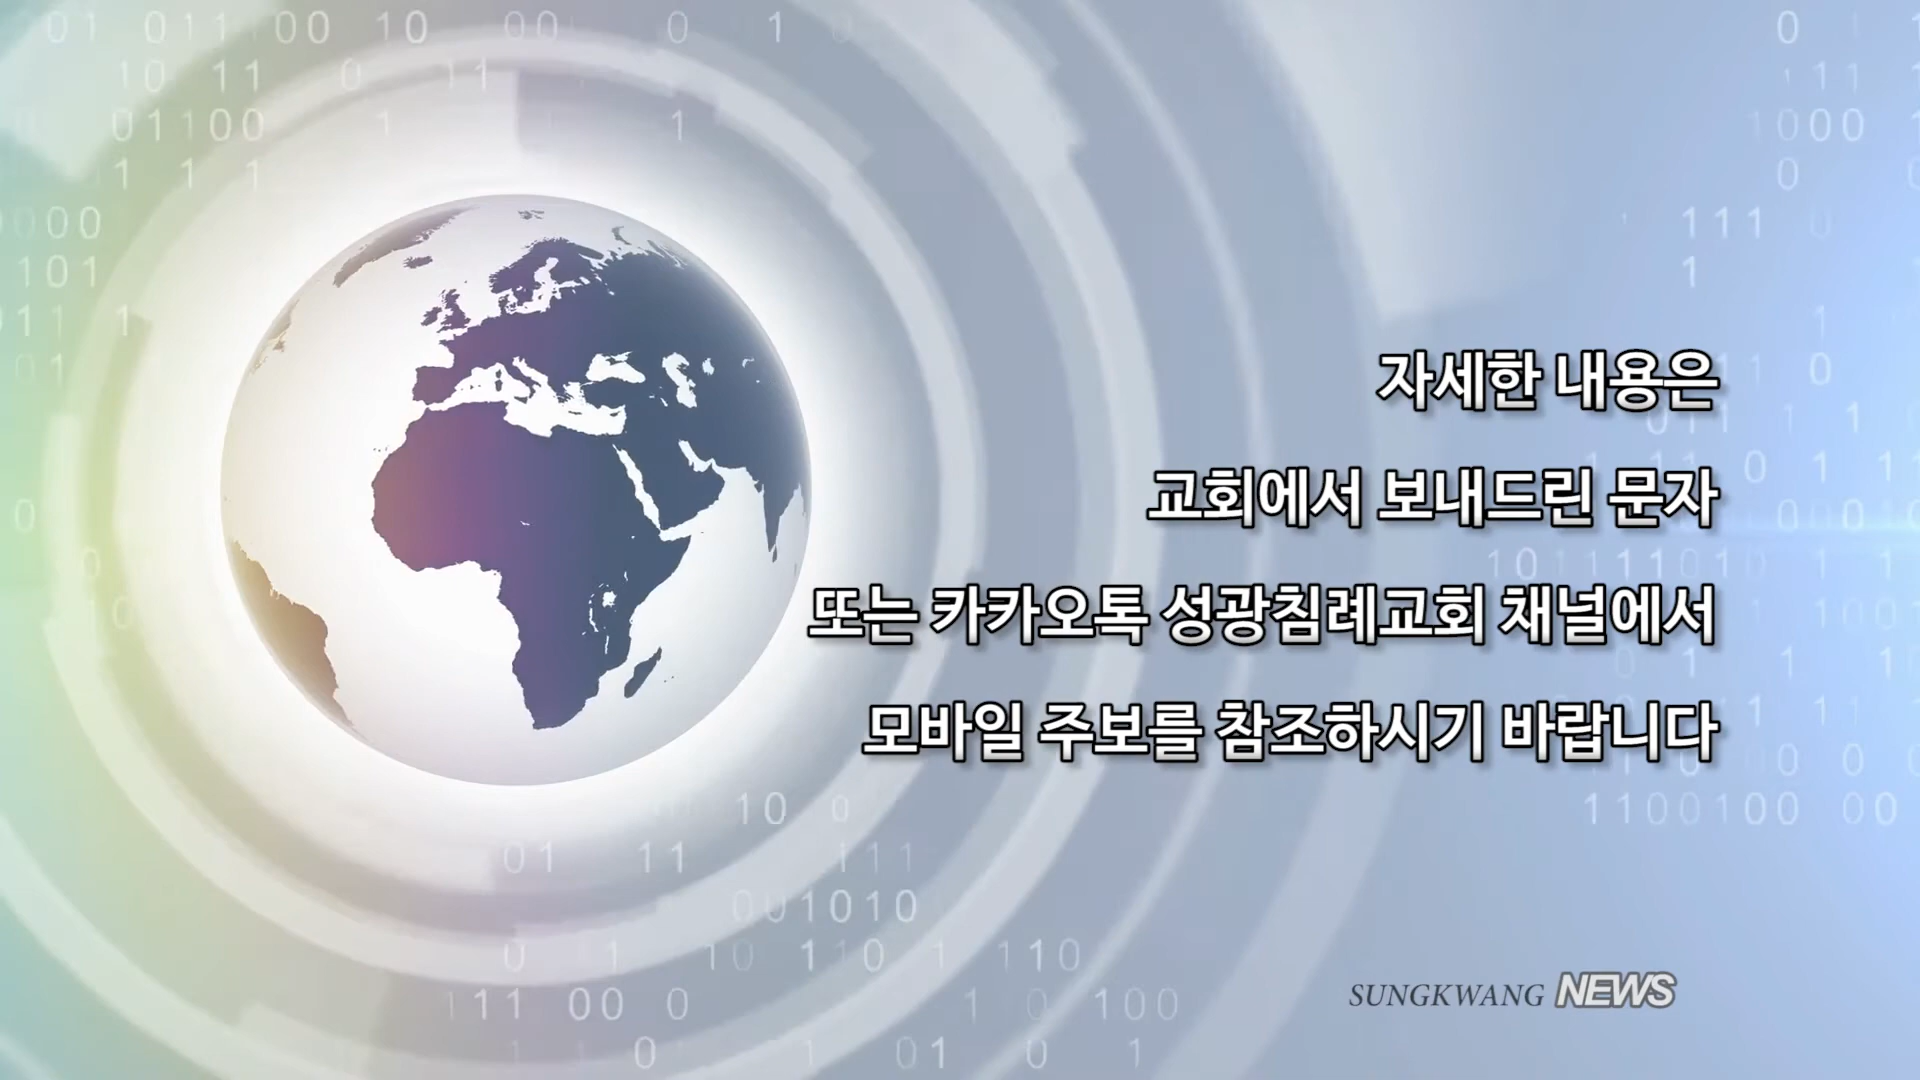 자세한 내용은
교회에서 보내드린 문자
또는 카카오톡 성광침례교회 채널에서
모바일 주보를 참조하시기 바랍니다
SUNGKWANG NEWS